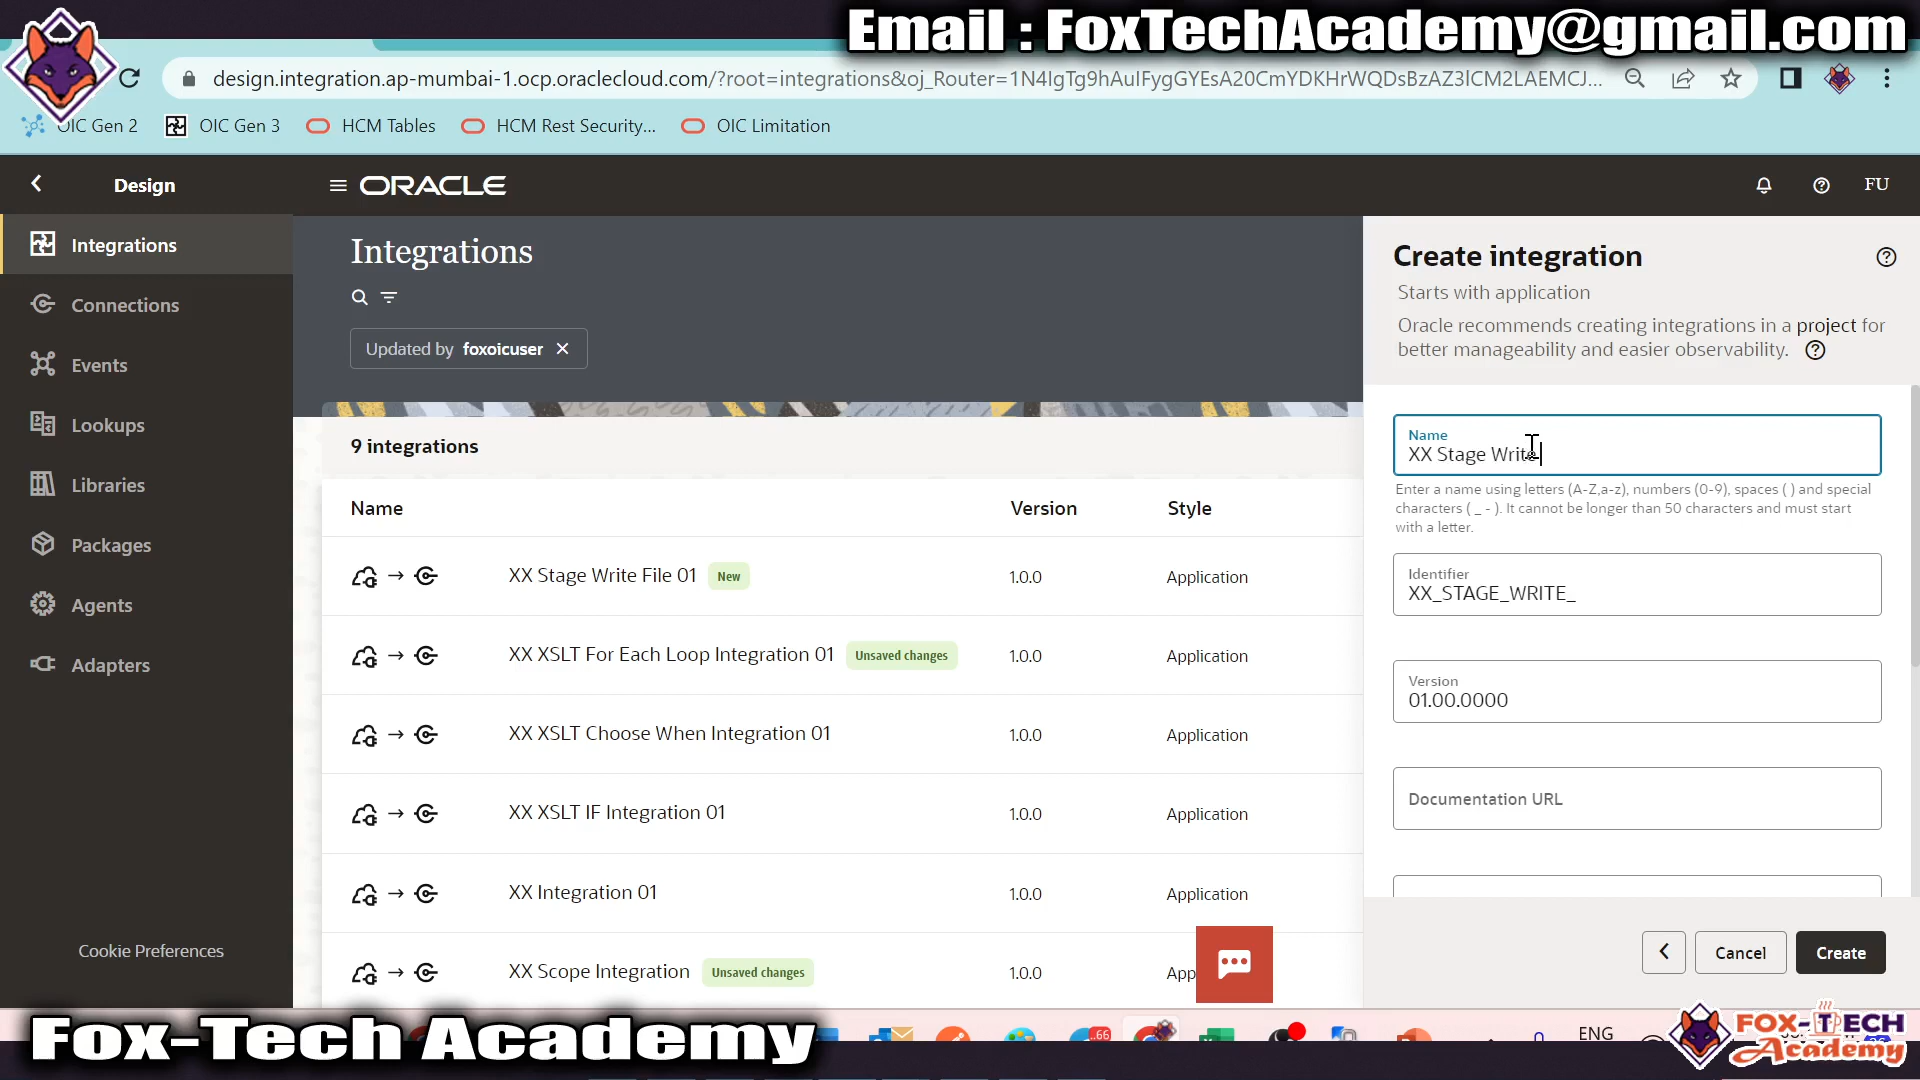 Email : FoxTechAcademy@gmail.com
design.integration.ap-mumbai-1.ocp.oraclecloud.com/?root=integrations&oj_Router=1N4IgTg9hAuIFygGYEsA20CmYDKHrWQDsBzAZ3lCM2LAEMCJ...
OIC Gen 2
OIC Gen 3
HCM Tables
HCM Rest Security...
OIC Limitation
Design
ORACLE
FU
Integrations
Connections
Events
Lookups
Libraries
Packages
Agents
Adapters
Cookie Preferences
Integrations
Updated by foxoicuser
9 integrations
Name Version Style
XX Stage Write File 01 New 1.0.0 Application
XX XSLT For Each Loop Integration 01 Unsaved changes 1.0.0 Application
XX XSLT Choose When Integration 01 1.0.0 Application
XX XSLT IF Integration 01 1.0.0 Application
XX Integration 01 1.0.0 Application
XX Scope Integration Unsaved changes 1.0.0 App
Create integration
Starts with application
Oracle recommends creating integrations in a project for
better manageability and easier observability.
Name
XX Stage Write
Enter a name using letters (A-Z,a-z), numbers (0-9), spaces ( ) and special
characters ( _ - ). It cannot be longer than 50 characters and must start
with a letter.
Identifier
XX_STAGE_WRITE_
Version
01.00.0000
Documentation URL
Cancel
Create
Fox-Tech Academy
66
ENG
FOX-TECH
Academy